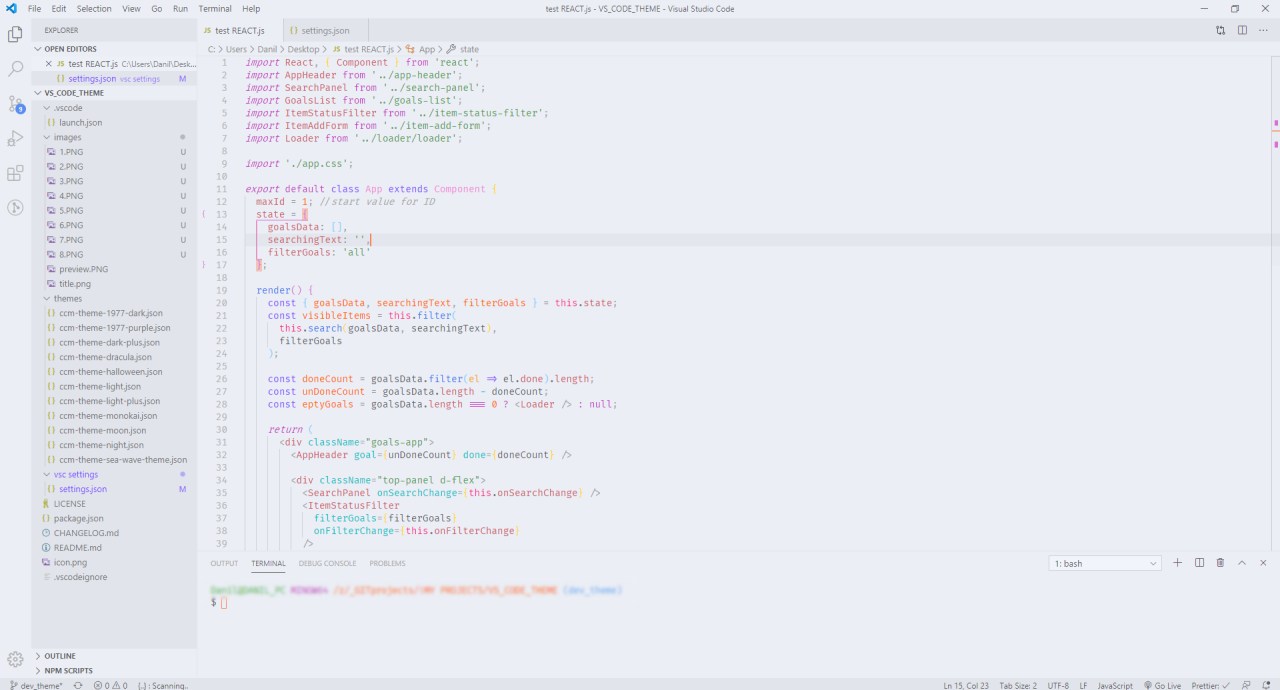 File Edit Selection View Go Run Terminal Help
test REACT.js - VS_CODE_THEME - Visual Studio Code
EXPLORER
OPEN EDITORS
JS test REACT.js C:\Users\Danil\Desk...
{} settings.json vsc settings M
VS_CODE_THEME
.vscode
{} launch.json
images
1.PNG U
2.PNG U
3.PNG U
4.PNG U
5.PNG U
6.PNG U
7.PNG U
8.PNG U
preview.PNG
title.png
themes
{} ccm-theme-1977-dark.json
{} ccm-theme-1977-purple.json
{} ccm-theme-dark-plus.json
{} ccm-theme-dracula.json
{} ccm-theme-halloween.json
{} ccm-theme-light.json
{} ccm-theme-light-plus.json
{} ccm-theme-monokai.json
{} ccm-theme-moon.json
{} ccm-theme-night.json
{} ccm-theme-sea-wave-theme.json
vsc settings
{} settings.json M
LICENSE
{} package.json
CHANGELOG.md
README.md
icon.png
.vscodeignore
OUTLINE
NPM SCRIPTS
9
JS test REACT.js {} settings.json
C: > Users > Danil > Desktop > JS test REACT.js > App > state
1 import React, { Component } from 'react';
2 import AppHeader from '../app-header';
3 import SearchPanel from '../search-panel';
4 import GoalsList from '../goals-list';
5 import ItemStatusFilter from '../item-status-filter';
6 import ItemAddForm from '../item-add-form';
7 import Loader from '../loader/loader';
8
9 import './app.css';
10
11 export default class App extends Component {
12 maxId = 1; //start value for ID
13 state = {
14 goalsData: [],
15 searchingText: '',
16 filterGoals: 'all'
17 };
18
19 render() {
20 const { goalsData, searchingText, filterGoals } = this.state;
21 const visibleItems = this.filter(
22 this.search(goalsData, searchingText),
23 filterGoals
24 );
25
26 const doneCount = goalsData.filter(el => el.done).length;
27 const unDoneCount = goalsData.length - doneCount;
28 const eptyGoals = goalsData.length === 0 ? <Loader /> : null;
29
30 return (
31 <div className="goals-app">
32 <AppHeader goal={unDoneCount} done={doneCount} />
33
34 <div className="top-panel d-flex">
35 <SearchPanel onSearchChange={this.onSearchChange} />
36 <ItemStatusFilter
37 filterGoals={filterGoals}
38 onFilterChange={this.onFilterChange}
39 />
OUTPUT TERMINAL DEBUG CONSOLE PROBLEMS 1: bash
Danil@DANIL_PC MINGW64 /z/_GITprojects/!MY PROJECTS/VS_CODE_THEME (dev_theme)
$
dev_theme* 0 0 {..} : Scanning.. Ln 15, Col 23 Tab Size: 2 UTF-8 LF JavaScript Go Live Prettier: ✓